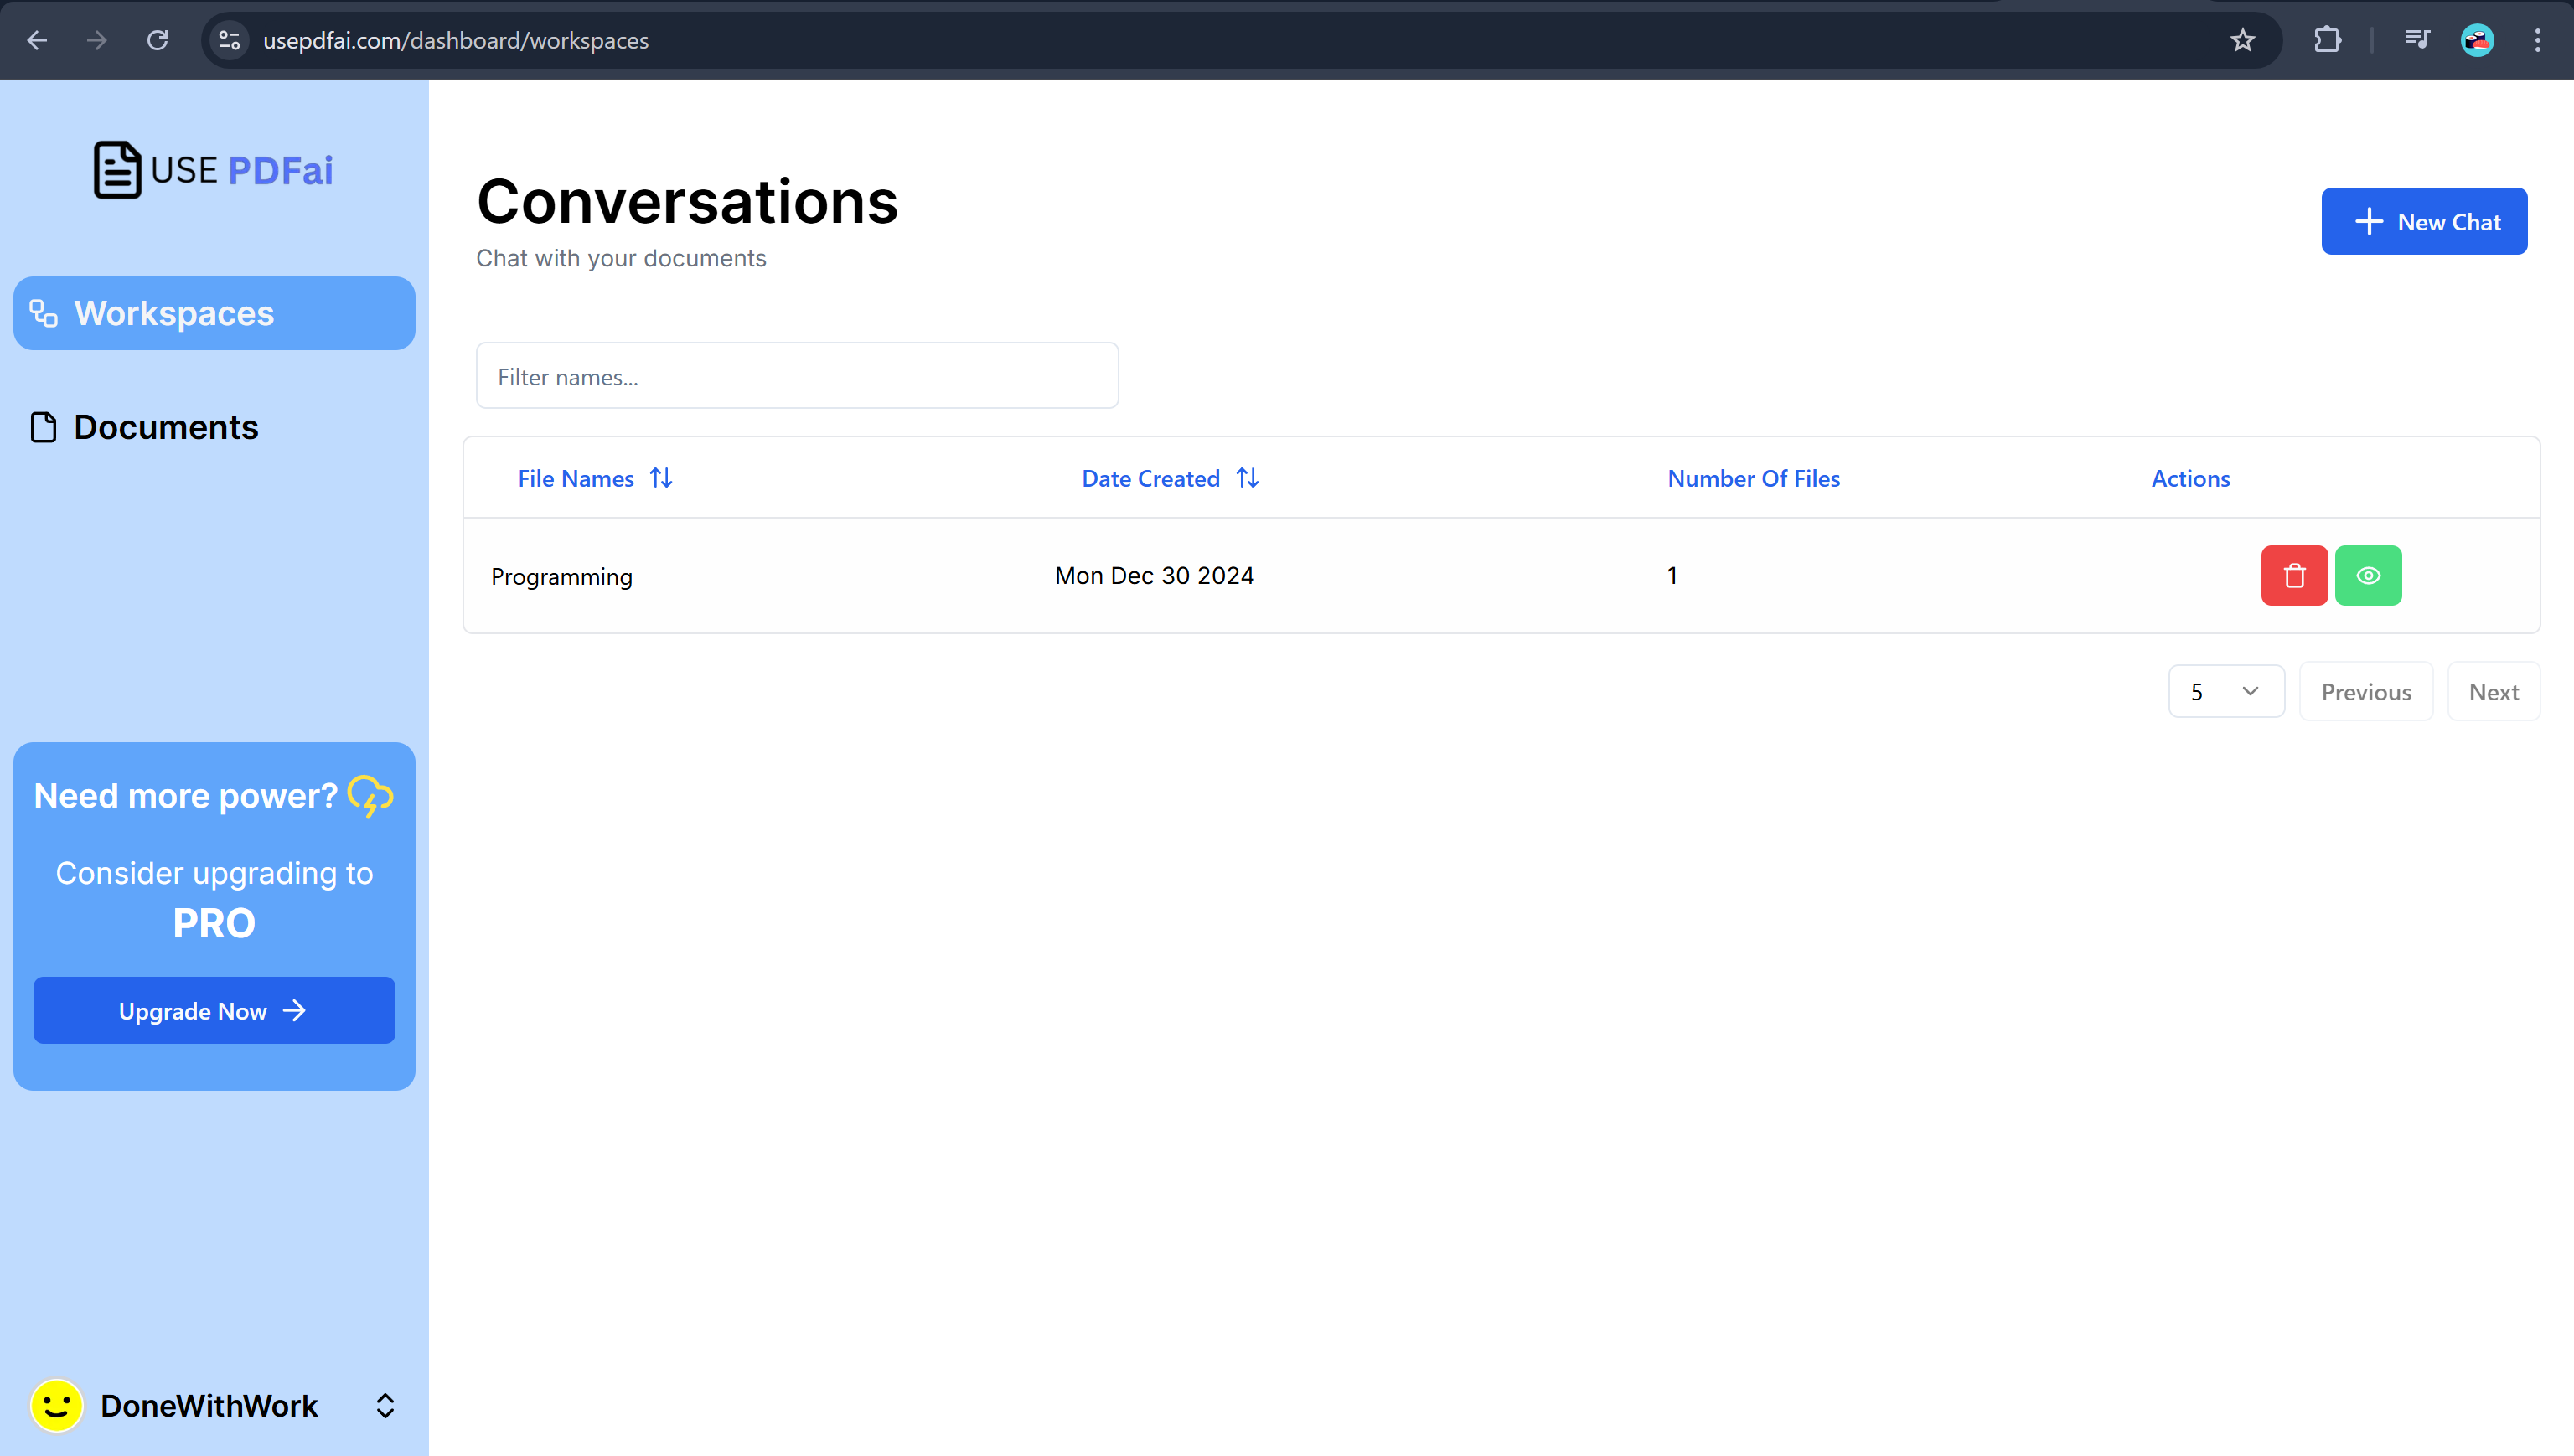 usepdfai.com/dashboard/workspaces
USE PDFai
Workspaces
Documents
Need more power?
Consider upgrading to
PRO
Upgrade Now
DoneWithWork
Conversations
Chat with your documents
New Chat
Filter names...
File Names Date Created Number Of Files Actions
Programming Mon Dec 30 2024 1
5 Previous Next